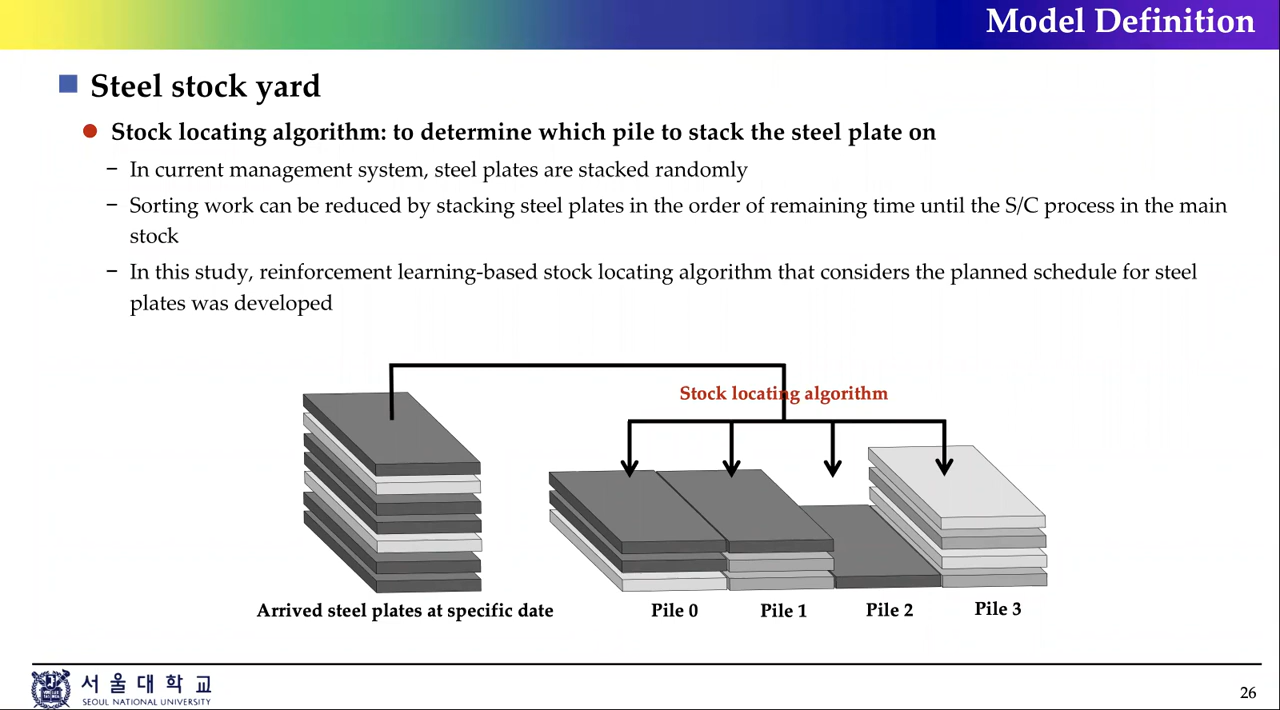 Model Definition
Steel stock yard
Stock locating algorithm: to determine which pile to stack the steel plate on
− In current management system, steel plates are stacked randomly
− Sorting work can be reduced by stacking steel plates in the order of remaining time until the S/C process in the main
stock
− In this study, reinforcement learning-based stock locating algorithm that considers the planned schedule for steel
plates was developed
Stock locating algorithm
Arrived steel plates at specific date
Pile 0
Pile 1
Pile 2
Pile 3
서울대학교
SEOUL NATIONAL UNIVERSITY
26